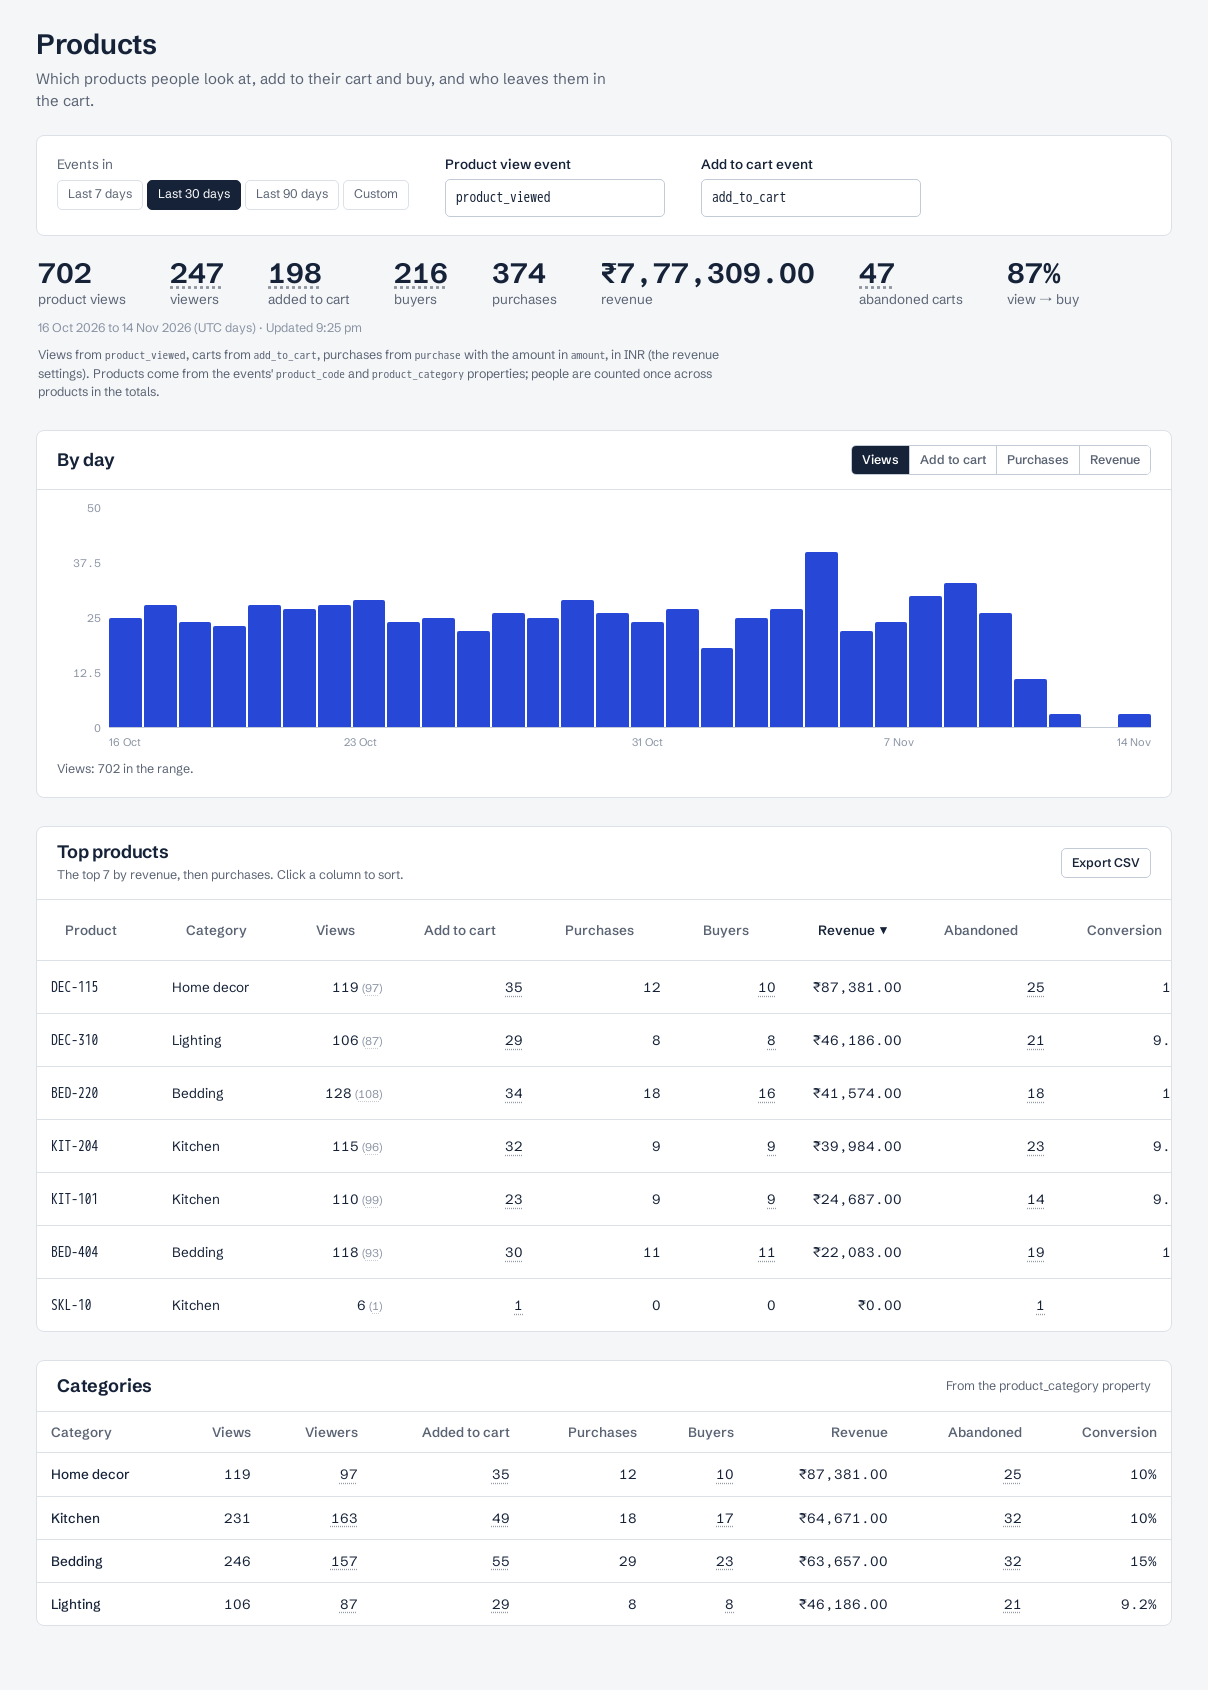 Products
Which products people look at, add to their cart and buy, and who leaves them in
the cart.
Events in
Last 7 days Last 30 days Last 90 days Custom
Product view event
product_viewed
Add to cart event
add_to_cart
702 247 198 216 374 ₹7,77,309.00 47 87%
product views viewers added to cart buyers purchases revenue abandoned carts view → buy
16 Oct 2026 to 14 Nov 2026 (UTC days) · Updated 9:25 pm
Views from product_viewed, carts from add_to_cart, purchases from purchase with the amount in amount, in INR (the revenue
settings). Products come from the events' product_code and product_category properties; people are counted once across
products in the totals.
By day
Views Add to cart Purchases Revenue
50
37.5
25
12.5
0
16 Oct 23 Oct 31 Oct 7 Nov 14 Nov
Views: 702 in the range.
Top products
The top 7 by revenue, then purchases. Click a column to sort.
Export CSV
Product Category Views Add to cart Purchases Buyers Revenue ▼ Abandoned Conversion
DEC-115 Home decor 119 (97) 35 12 10 ₹87,381.00 25 1
DEC-310 Lighting 106 (87) 29 8 8 ₹46,186.00 21 9.
BED-220 Bedding 128 (108) 34 18 16 ₹41,574.00 18 1
KIT-204 Kitchen 115 (96) 32 9 9 ₹39,984.00 23 9.
KIT-101 Kitchen 110 (99) 23 9 9 ₹24,687.00 14 9.
BED-404 Bedding 118 (93) 30 11 11 ₹22,083.00 19 1
SKL-10 Kitchen 6 (1) 1 0 0 ₹0.00 1
Categories
From the product_category property
Category Views Viewers Added to cart Purchases Buyers Revenue Abandoned Conversion
Home decor 119 97 35 12 10 ₹87,381.00 25 10%
Kitchen 231 163 49 18 17 ₹64,671.00 32 10%
Bedding 246 157 55 29 23 ₹63,657.00 32 15%
Lighting 106 87 29 8 8 ₹46,186.00 21 9.2%